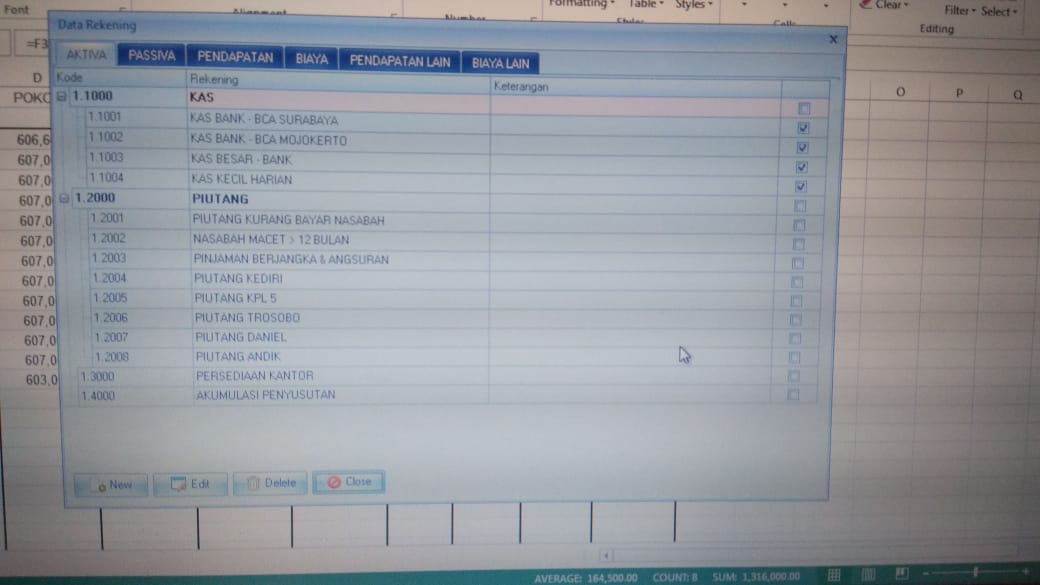 Font
Alignment
Number
Formatting Table Styles
Styles
Cells
Clear
Filter Select
Editing
=F3
Data Rekening
x
AKTIVA PASSIVA PENDAPATAN BIAYA PENDAPATAN LAIN BIAYA LAIN
Kode Rekening Keterangan
D O P Q
POKO
1.1000 KAS
1.1001 KAS BANK - BCA SURABAYA
606,6 1.1002 KAS BANK - BCA MOJOKERTO
607,0 1.1003 KAS BESAR - BANK
607,0 1.1004 KAS KECIL HARIAN
607,0 1.2000 PIUTANG
607,0 1.2001 PIUTANG KURANG BAYAR NASABAH
607,0 1.2002 NASABAH MACET > 12 BULAN
607,0 1.2003 PINJAMAN BERJANGKA & ANGSURAN
607,0 1.2004 PIUTANG KEDIRI
607,0 1.2005 PIUTANG KPL 5
607,0 1.2006 PIUTANG TROSOBO
607,0 1.2007 PIUTANG DANIEL
607,0 1.2008 PIUTANG ANDIK
603,0 1.3000 PERSEDIAAN KANTOR
1.4000 AKUMULASI PENYUSUTAN
New Edit Delete Close
AVERAGE: 164,500.00 COUNT: 8 SUM: 1,316,000.00